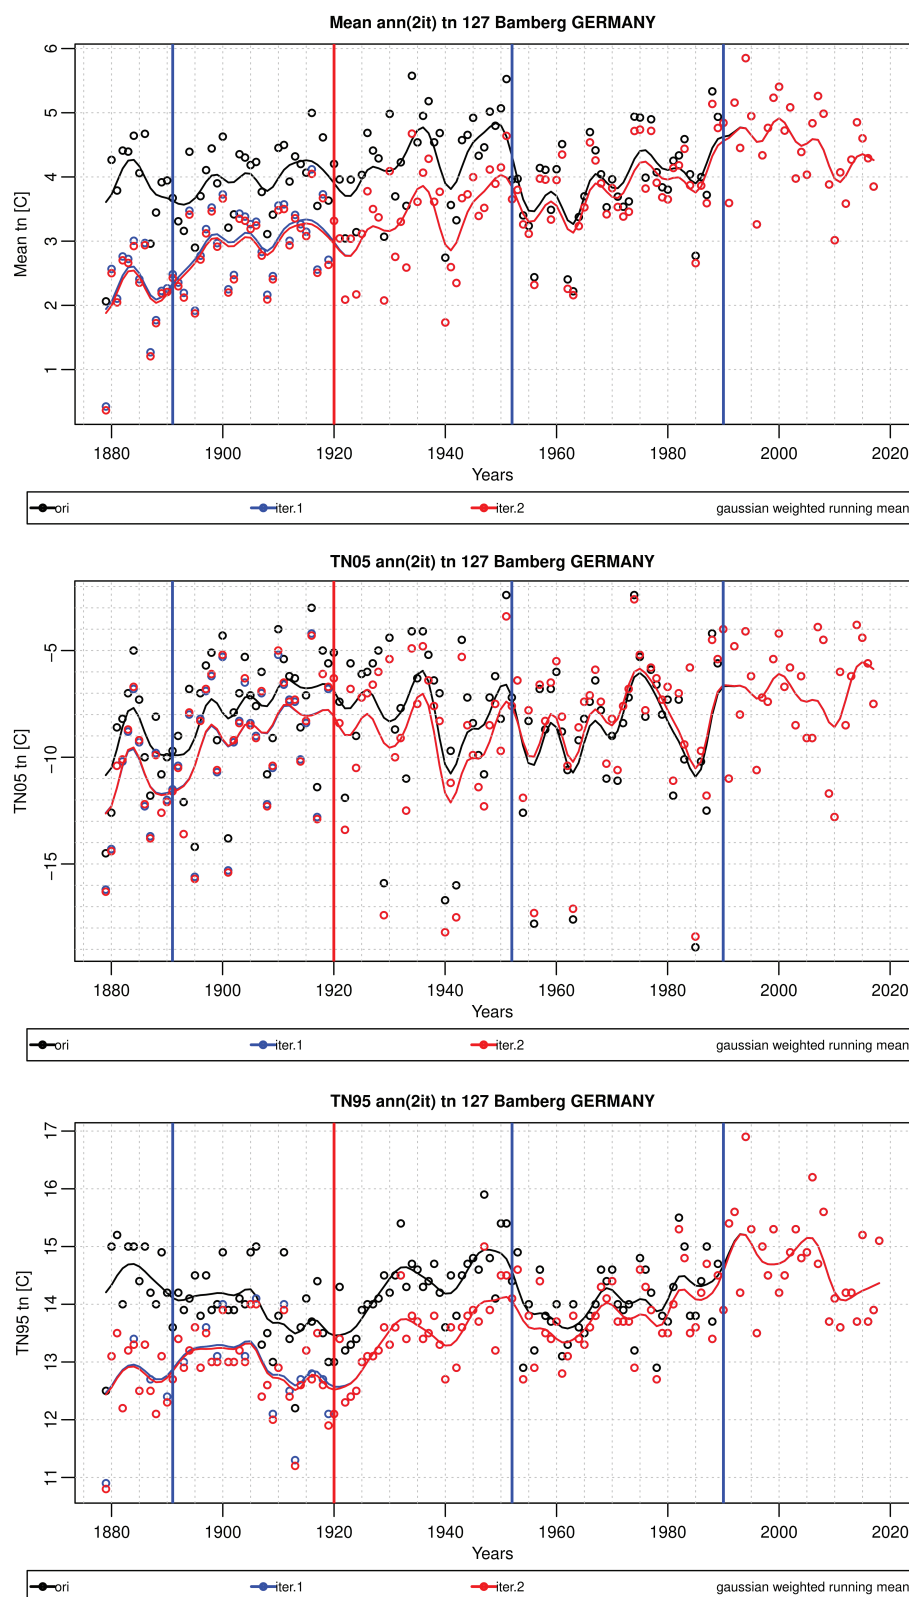 Mean ann(2it) tn 127 Bamberg GERMANY
6
5
4
3
2
1
Mean tn [C]
1880 1900 1920 1940 1960 1980 2000 2020
Years
ori iter.1 iter.2 gaussian weighted running mean
TN05 ann(2it) tn 127 Bamberg GERMANY
−5
−10
−15
TN05 tn [C]
1880 1900 1920 1940 1960 1980 2000 2020
Years
ori iter.1 iter.2 gaussian weighted running mean
TN95 ann(2it) tn 127 Bamberg GERMANY
17
16
15
14
13
12
11
TN95 tn [C]
1880 1900 1920 1940 1960 1980 2000 2020
Years
ori iter.1 iter.2 gaussian weighted running mean